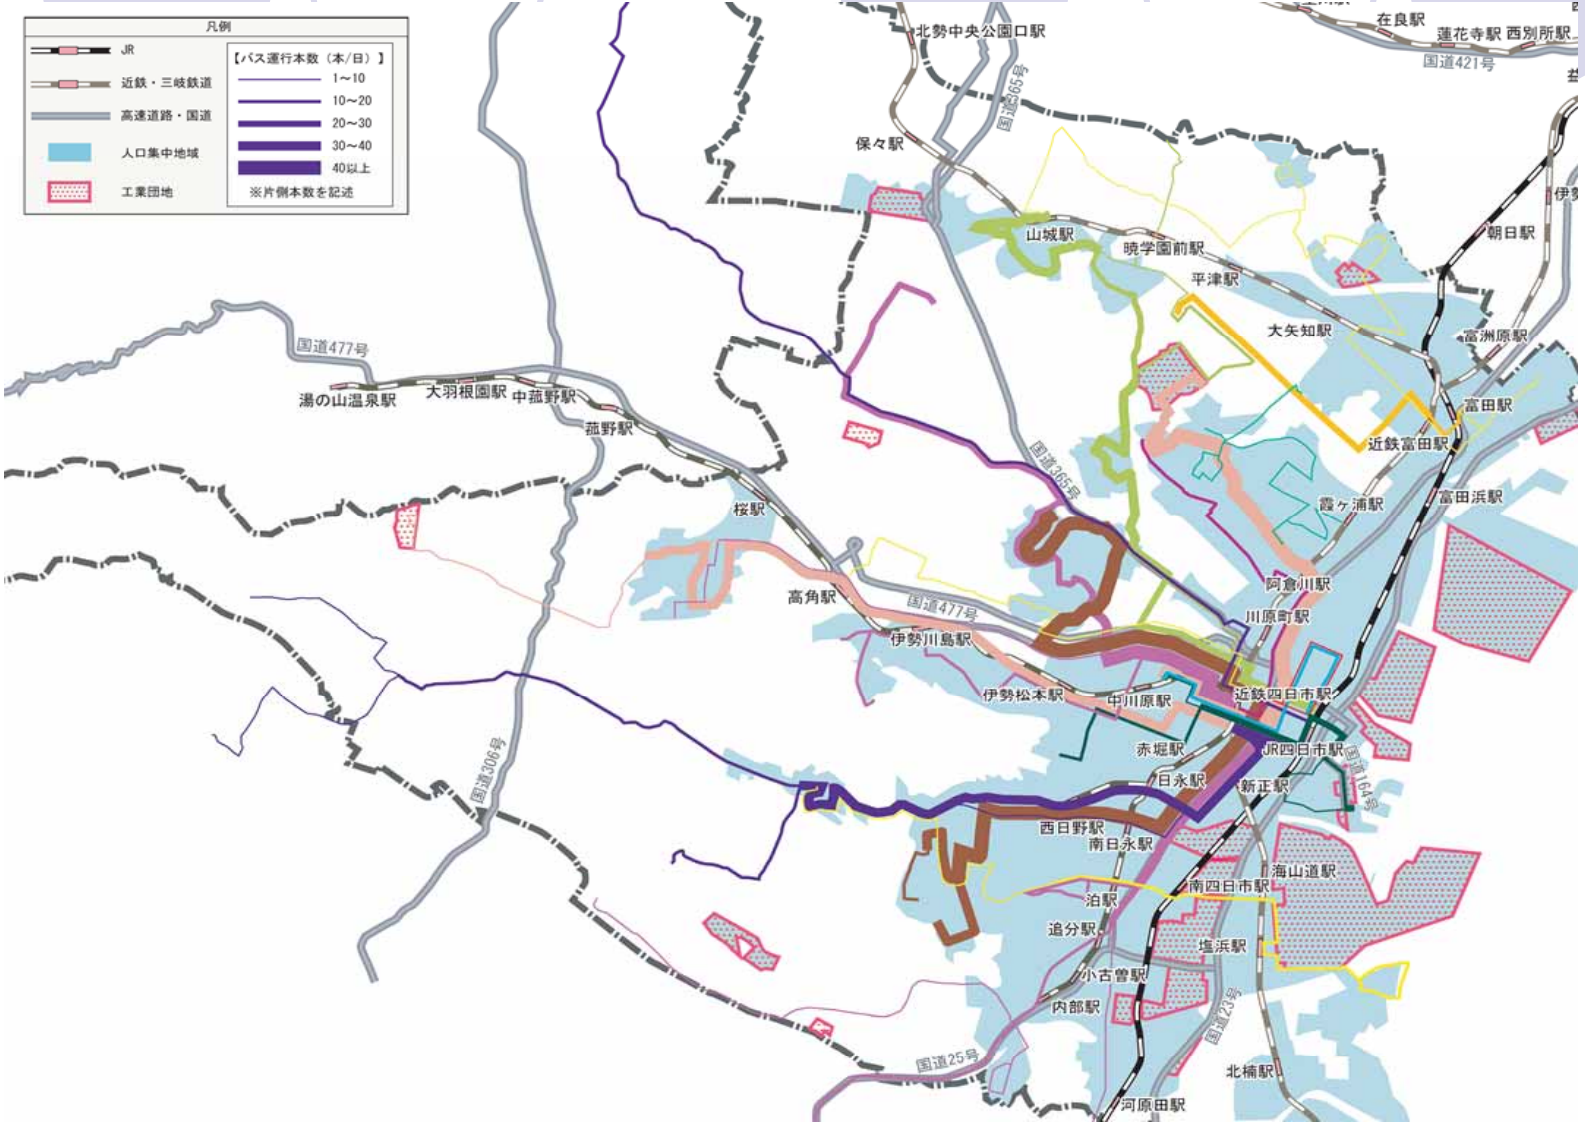 凡例
JR
近鉄・三岐鉄道
高速道路・国道
人口集中地域
工業団地
【バス運行本数（本/日）】
1～10
10～20
20～30
30～40
40以上
※片側本数を記述
北勢中央公園口駅
在良駅
蓮花寺駅
西別所駅
国道421号
国道365号
保々駅
山城駅
暁学園前駅
平津駅
朝日駅
大矢知駅
富洲原駅
国道477号
湯の山温泉駅
大羽根園駅
中菰野駅
菰野駅
富田駅
近鉄富田駅
国道365号
桜駅
霞ヶ浦駅
富田浜駅
高角駅
国道477号
阿倉川駅
川原町駅
伊勢川島駅
伊勢松本駅
中川原駅
近鉄四日市駅
赤堀駅
JR四日市駅
国道306号
日永駅
新正駅
国道164号
西日野駅
南日永駅
海山道駅
泊駅
南四日市駅
追分駅
塩浜駅
小古曽駅
内部駅
国道23号
国道25号
北楠駅
河原田駅